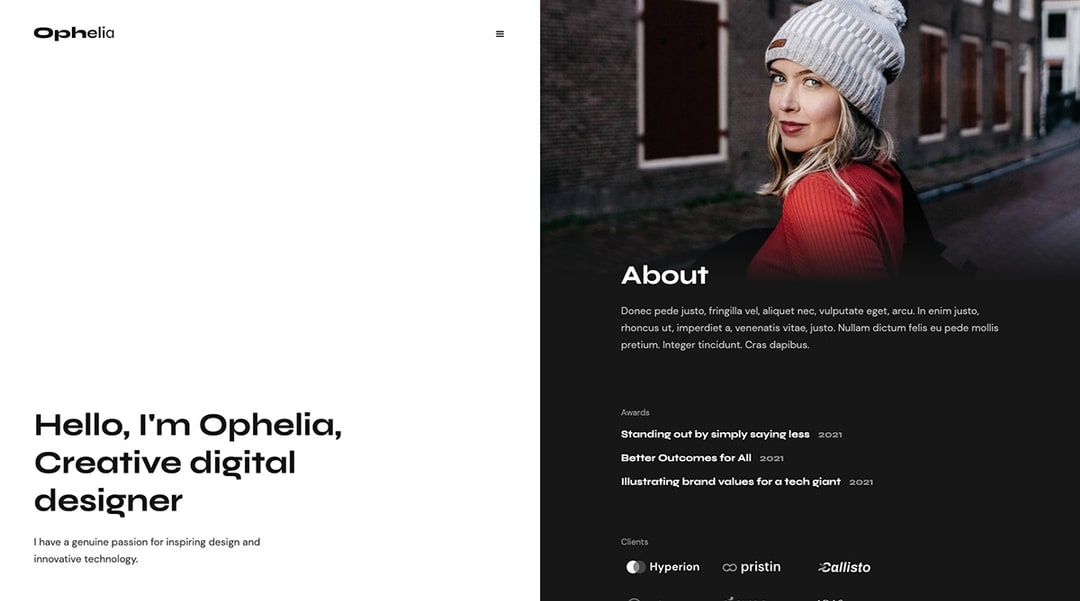 Ophelia
Hello, I'm Ophelia,
Creative digital
designer
I have a genuine passion for inspiring design and
innovative technology.
About
Donec pede justo, fringilla vel, aliquet nec, vulputate eget, arcu. In enim justo,
rhoncus ut, imperdiet a, venenatis vitae, justo. Nullam dictum felis eu pede mollis
pretium. Integer tincidunt. Cras dapibus.
Awards
Standing out by simply saying less 2021
Better Outcomes for All 2021
Illustrating brand values for a tech giant 2021
Clients
Hyperion pristin Callisto